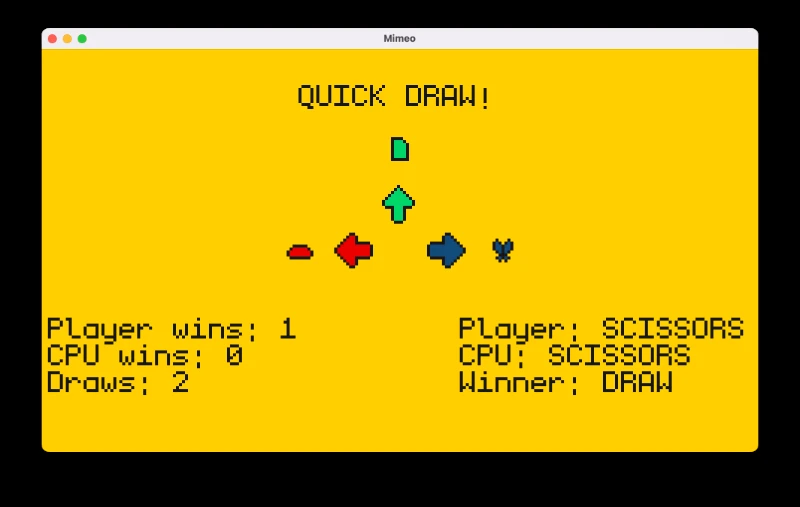 Mimeo
QUICK DRAW!
Player wins: 1
CPU wins: 0
Draws: 2
Player: SCISSORS
CPU: SCISSORS
Winner: DRAW